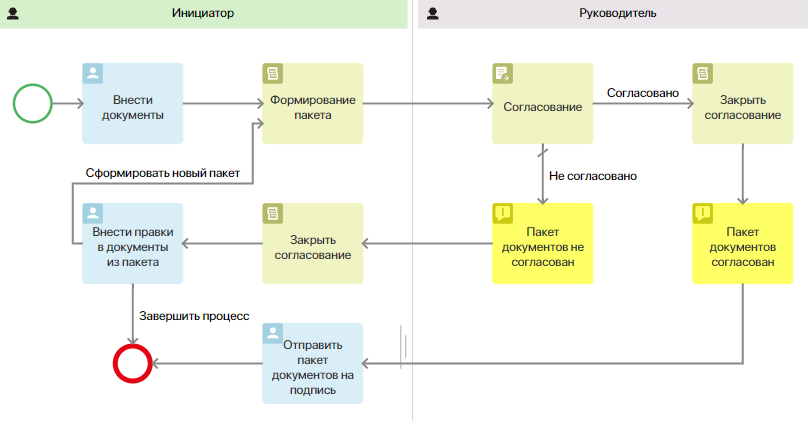 Инициатор
Руководитель
Внести
документы
Формирование
пакета
Согласование
Согласовано
Закрыть
согласование
Сформировать новый пакет
Не согласовано
Внести правки
в документы
из пакета
Закрыть
согласование
Пакет
документов не
согласован
Пакет
документов
согласован
Завершить процесс
Отправить
пакет
документов на
подпись